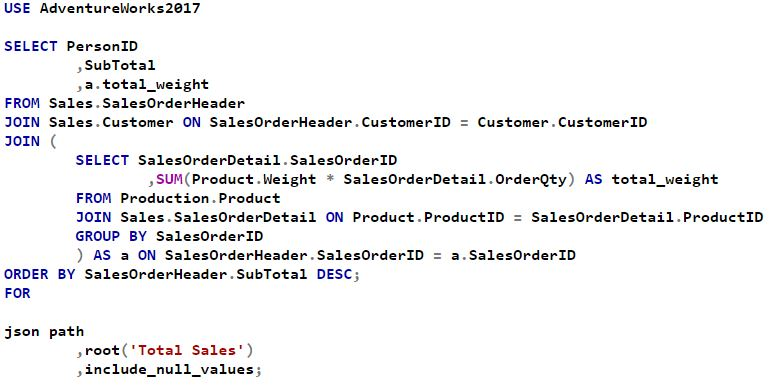 USE AdventureWorks2017
SELECT PersonID
,SubTotal
,a.total_weight
FROM Sales.SalesOrderHeader
JOIN Sales.Customer ON SalesOrderHeader.CustomerID = Customer.CustomerID
JOIN (
SELECT SalesOrderDetail.SalesOrderID
,SUM(Product.Weight * SalesOrderDetail.OrderQty) AS total_weight
FROM Production.Product
JOIN Sales.SalesOrderDetail ON Product.ProductID = SalesOrderDetail.ProductID
GROUP BY SalesOrderID
) AS a ON SalesOrderHeader.SalesOrderID = a.SalesOrderID
ORDER BY SalesOrderHeader.SubTotal DESC;
FOR
json path
,root('Total Sales')
,include_null_values;